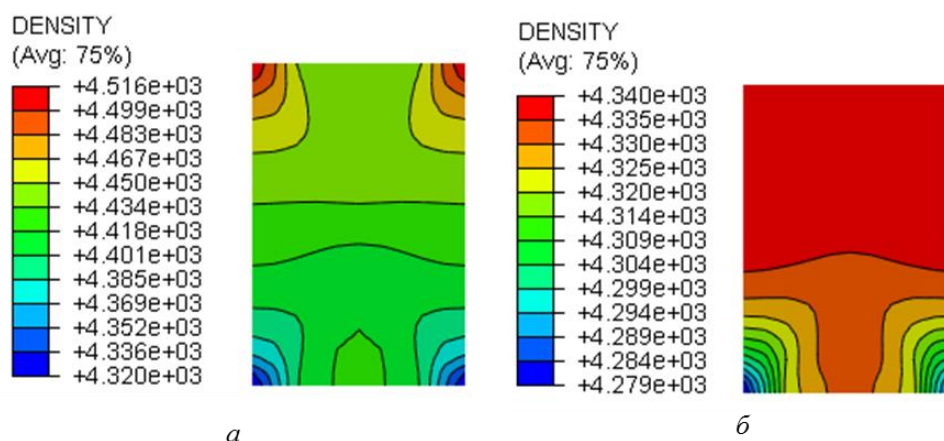 DENSITY
(Avg: 75%)
+4.516e+03
+4.499e+03
+4.483e+03
+4.467e+03
+4.450e+03
+4.434e+03
+4.418e+03
+4.401e+03
+4.385e+03
+4.369e+03
+4.352e+03
+4.336e+03
+4.320e+03
а
DENSITY
(Avg: 75%)
+4.340e+03
+4.335e+03
+4.330e+03
+4.325e+03
+4.320e+03
+4.314e+03
+4.309e+03
+4.304e+03
+4.299e+03
+4.294e+03
+4.289e+03
+4.284e+03
+4.279e+03
б